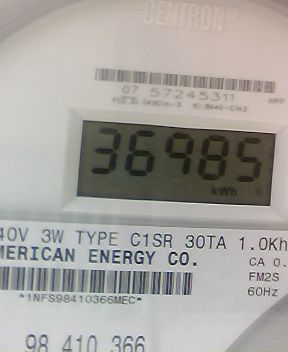 CENTRON®
07 57245311
36985
kWh
40V 3W TYPE C1SR 30TA 1.0Kh
MERICAN ENERGY CO. CA 0.
FM2S
*1NFS98410366MEC* 60Hz
98 410 366